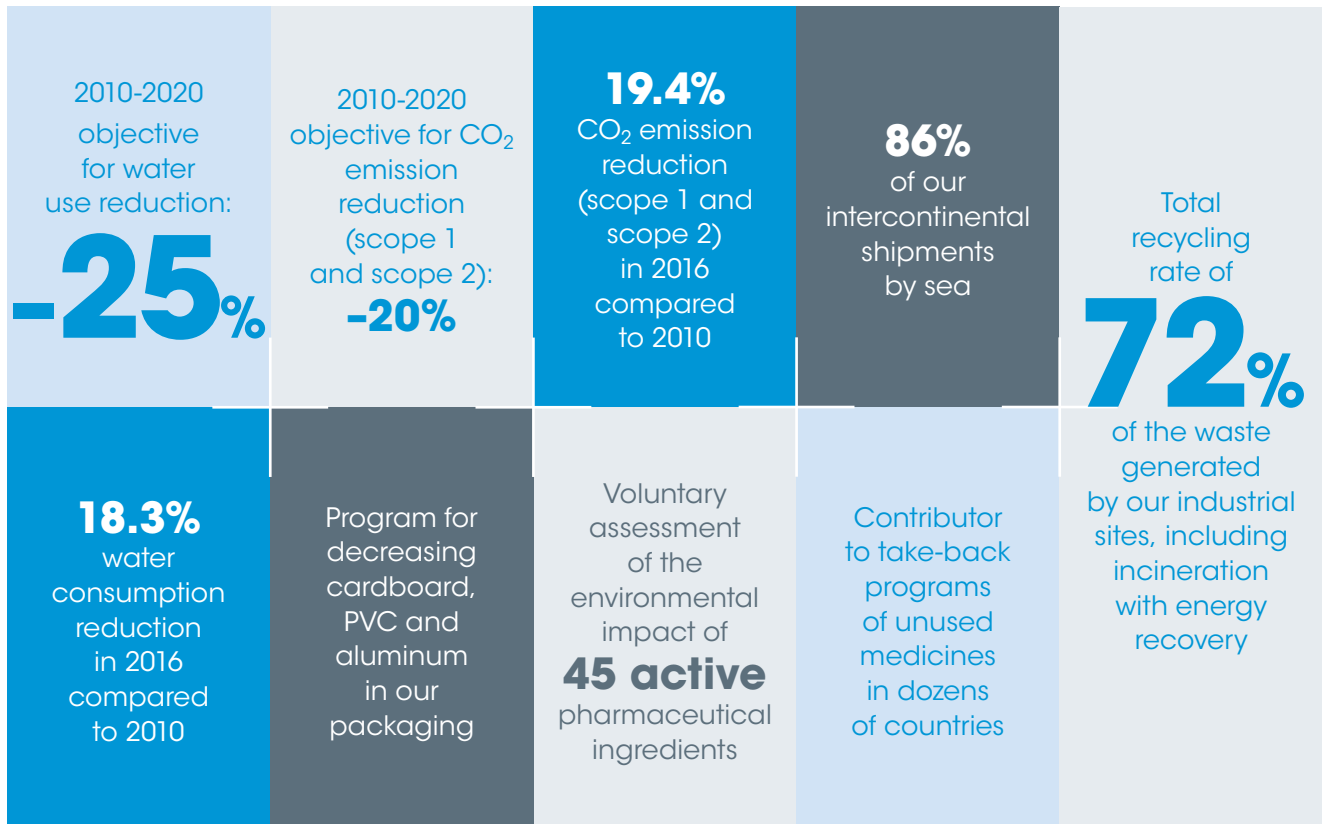 2010-2020
objective
for water
use reduction:
-25%
2010-2020
objective for CO₂
emission
reduction
(scope 1
and scope 2):
-20%
19.4%
CO₂ emission
reduction
(scope 1 and
scope 2)
in 2016
compared
to 2010
86%
of our
intercontinental
shipments
by sea
Total
recycling
rate of
72%
of the waste
generated
by our industrial
sites, including
incineration
with energy
recovery
18.3%
water
consumption
reduction
in 2016
compared
to 2010
Program for
decreasing
cardboard,
PVC and
aluminum
in our
packaging
Voluntary
assessment
of the
environmental
impact of
45 active
pharmaceutical
ingredients
Contributor
to take-back
programs
of unused
medicines
in dozens
of countries